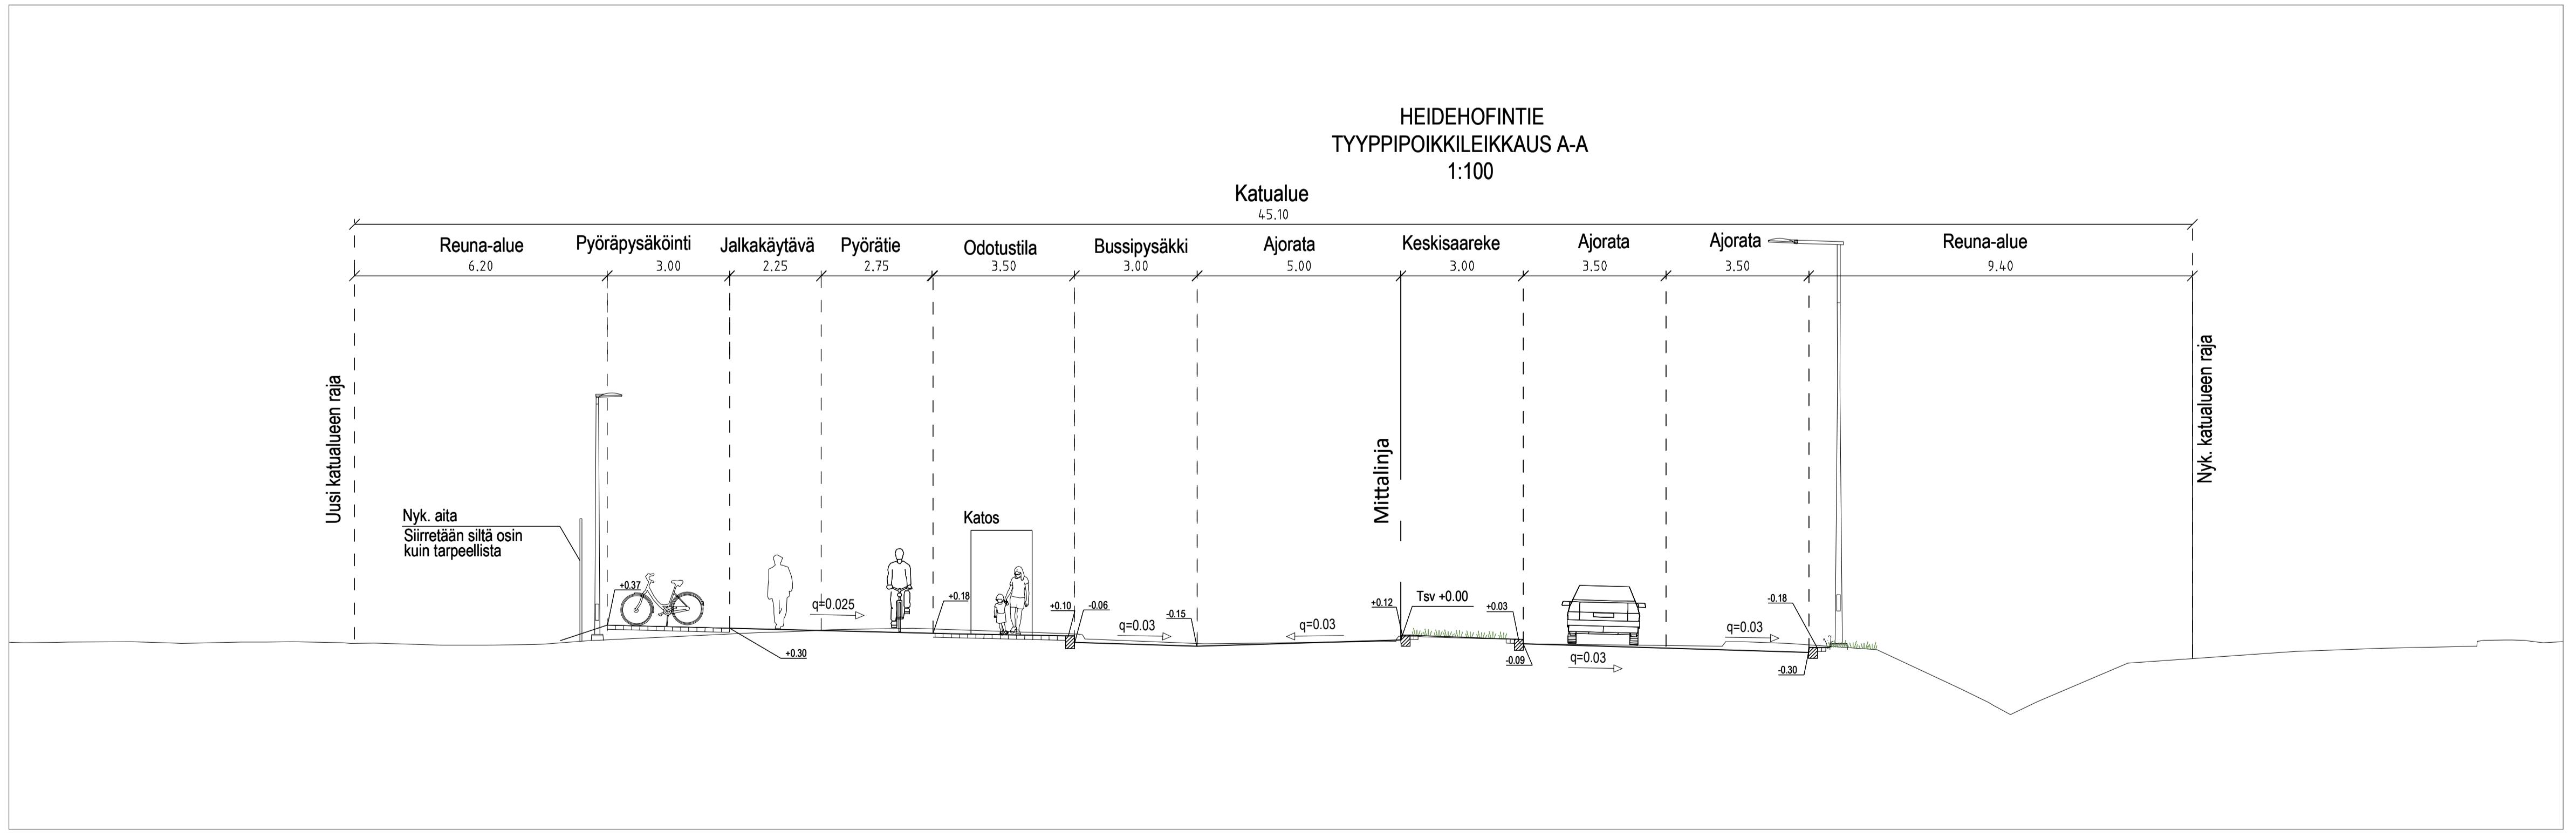 HEIDEHOFINTIE
TYYPPIPOIKKILEIKKAUS A-A
1:100
Katualue
45.10
Reuna-alue
6.20
Pyöräpysäköinti
3.00
Jalkakäytävä
2.25
Pyörätie
2.75
Odotustila
3.50
Bussipysäkki
3.00
Ajorata
5.00
Keskisaareke
3.00
Ajorata
3.50
Ajorata
3.50
Reuna-alue
9.40
Uusi katualueen raja
Mittalinja
Nyk. katualueen raja
Nyk. aita
Siirretään siltä osin
kuin tarpeellista
Katos
+0.37
+0.30
q=0.025
+0.18
+0.10
-0.06
q=0.03
-0.15
q=0.03
+0.12
Tsv +0.00
+0.03
-0.09
q=0.03
q=0.03
-0.18
-0.30